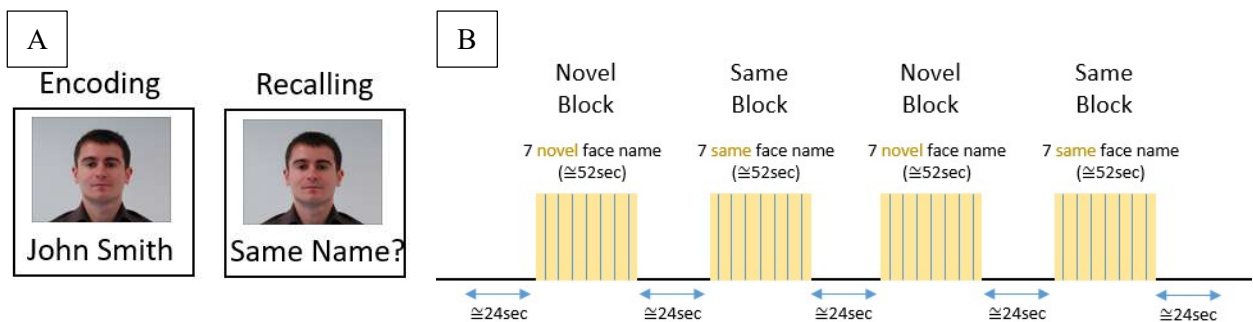 A
Encoding
Recalling
John Smith
Same Name?
B
Novel
Block
Same
Block
Novel
Block
Same
Block
7 novel face name
(≅52sec)
7 same face name
(≅52sec)
7 novel face name
(≅52sec)
7 same face name
(≅52sec)
≅24sec
≅24sec
≅24sec
≅24sec
≅24sec